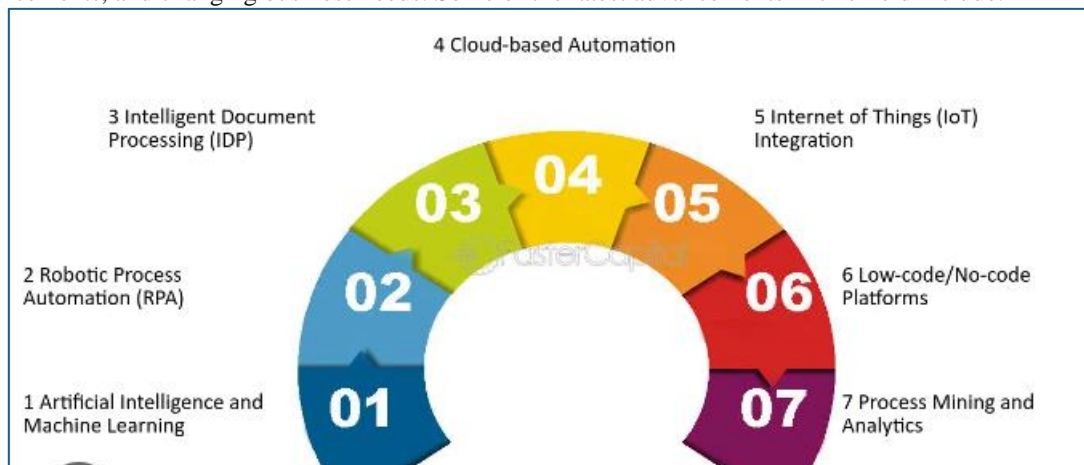 4 Cloud-based Automation
3 Intelligent Document
Processing (IDP)
5 Internet of Things (IoT)
Integration
03
04
05
FasterCapital
2 Robotic Process
Automation (RPA)
02
06
6 Low-code/No-code
Platforms
1 Artificial Intelligence and
Machine Learning
01
07
7 Process Mining and
Analytics